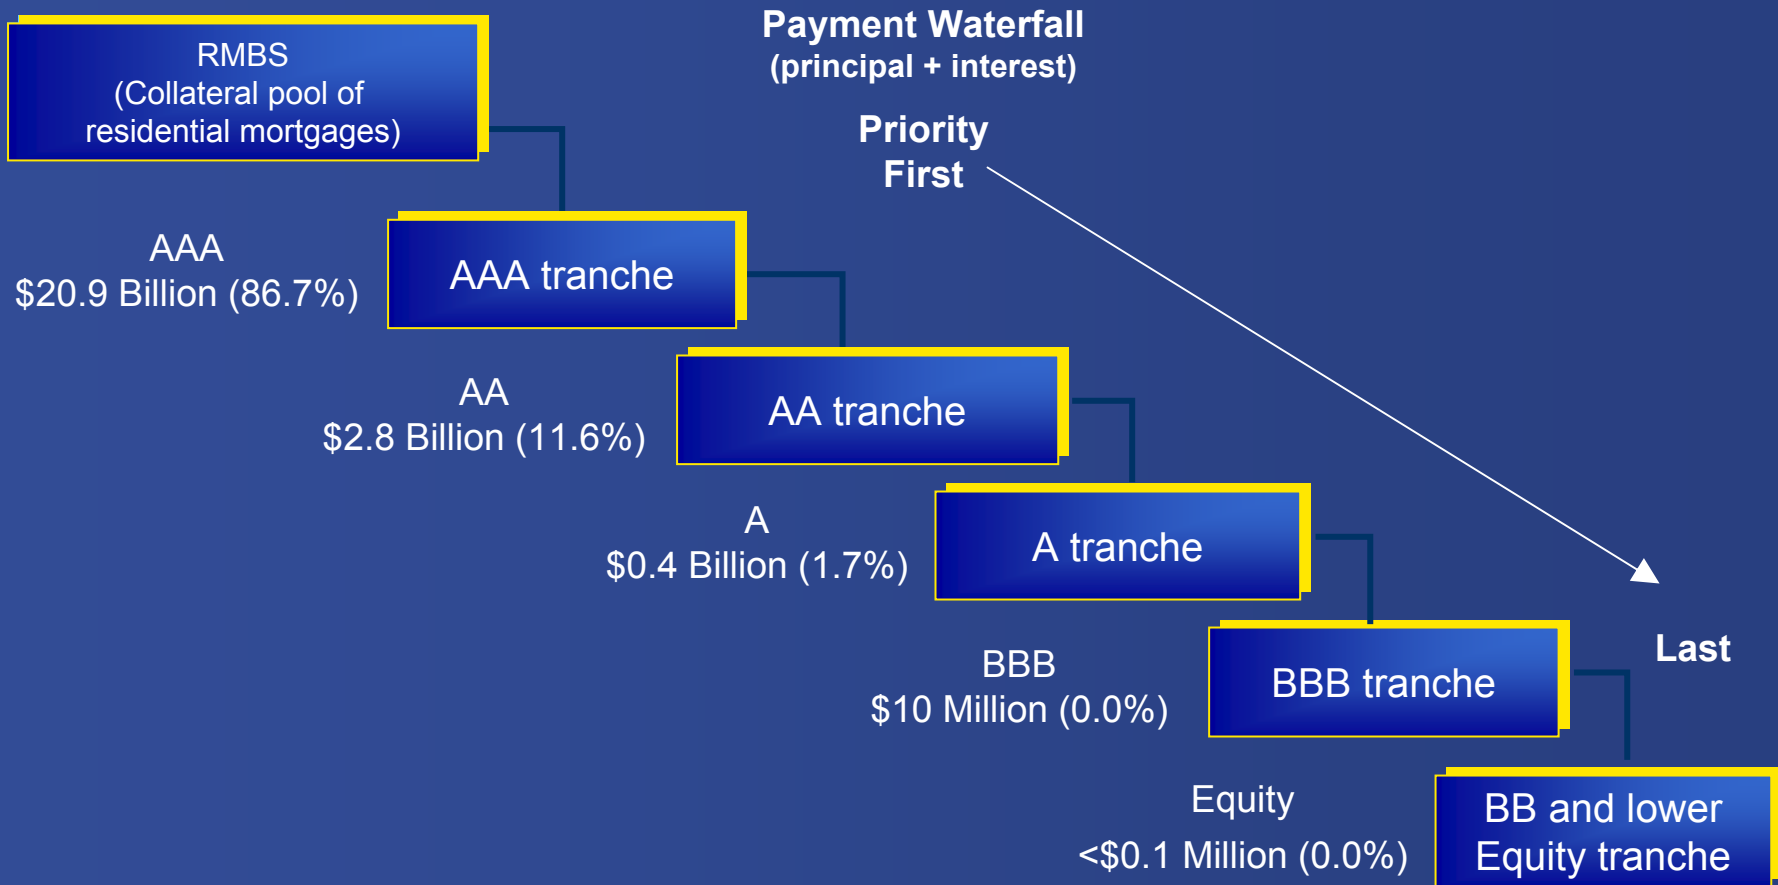 Payment Waterfall
(principal + interest)
RMBS
(Collateral pool of
residential mortgages)
Priority
First
AAA
$20.9 Billion (86.7%)
AAA tranche
AA
$2.8 Billion (11.6%)
AA tranche
A
$0.4 Billion (1.7%)
A tranche
BBB
$10 Million (0.0%)
BBB tranche
Last
Equity
<$0.1 Million (0.0%)
BB and lower
Equity tranche